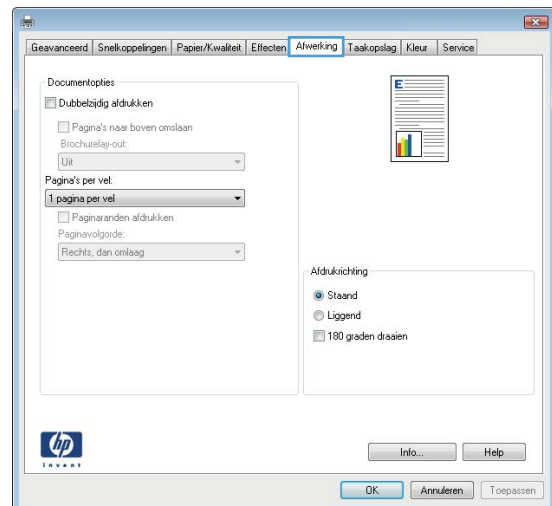 Geavanceerd Snelkoppelingen Papier/Kwaliteit Effecten Afwerking Taakopslag Kleur Service
Documentopties
Dubbelzijdig afdrukken
Pagina's naar boven omslaan
Brochurelay-out:
Uit
Pagina's per vel:
1 pagina per vel
Paginaranden afdrukken
Paginavolgorde:
Rechts, dan omlaag
E
Afdrukrichting
Staand
Liggend
180 graden draaien
hp
invent
Info... Help
OK Annuleren Toepassen